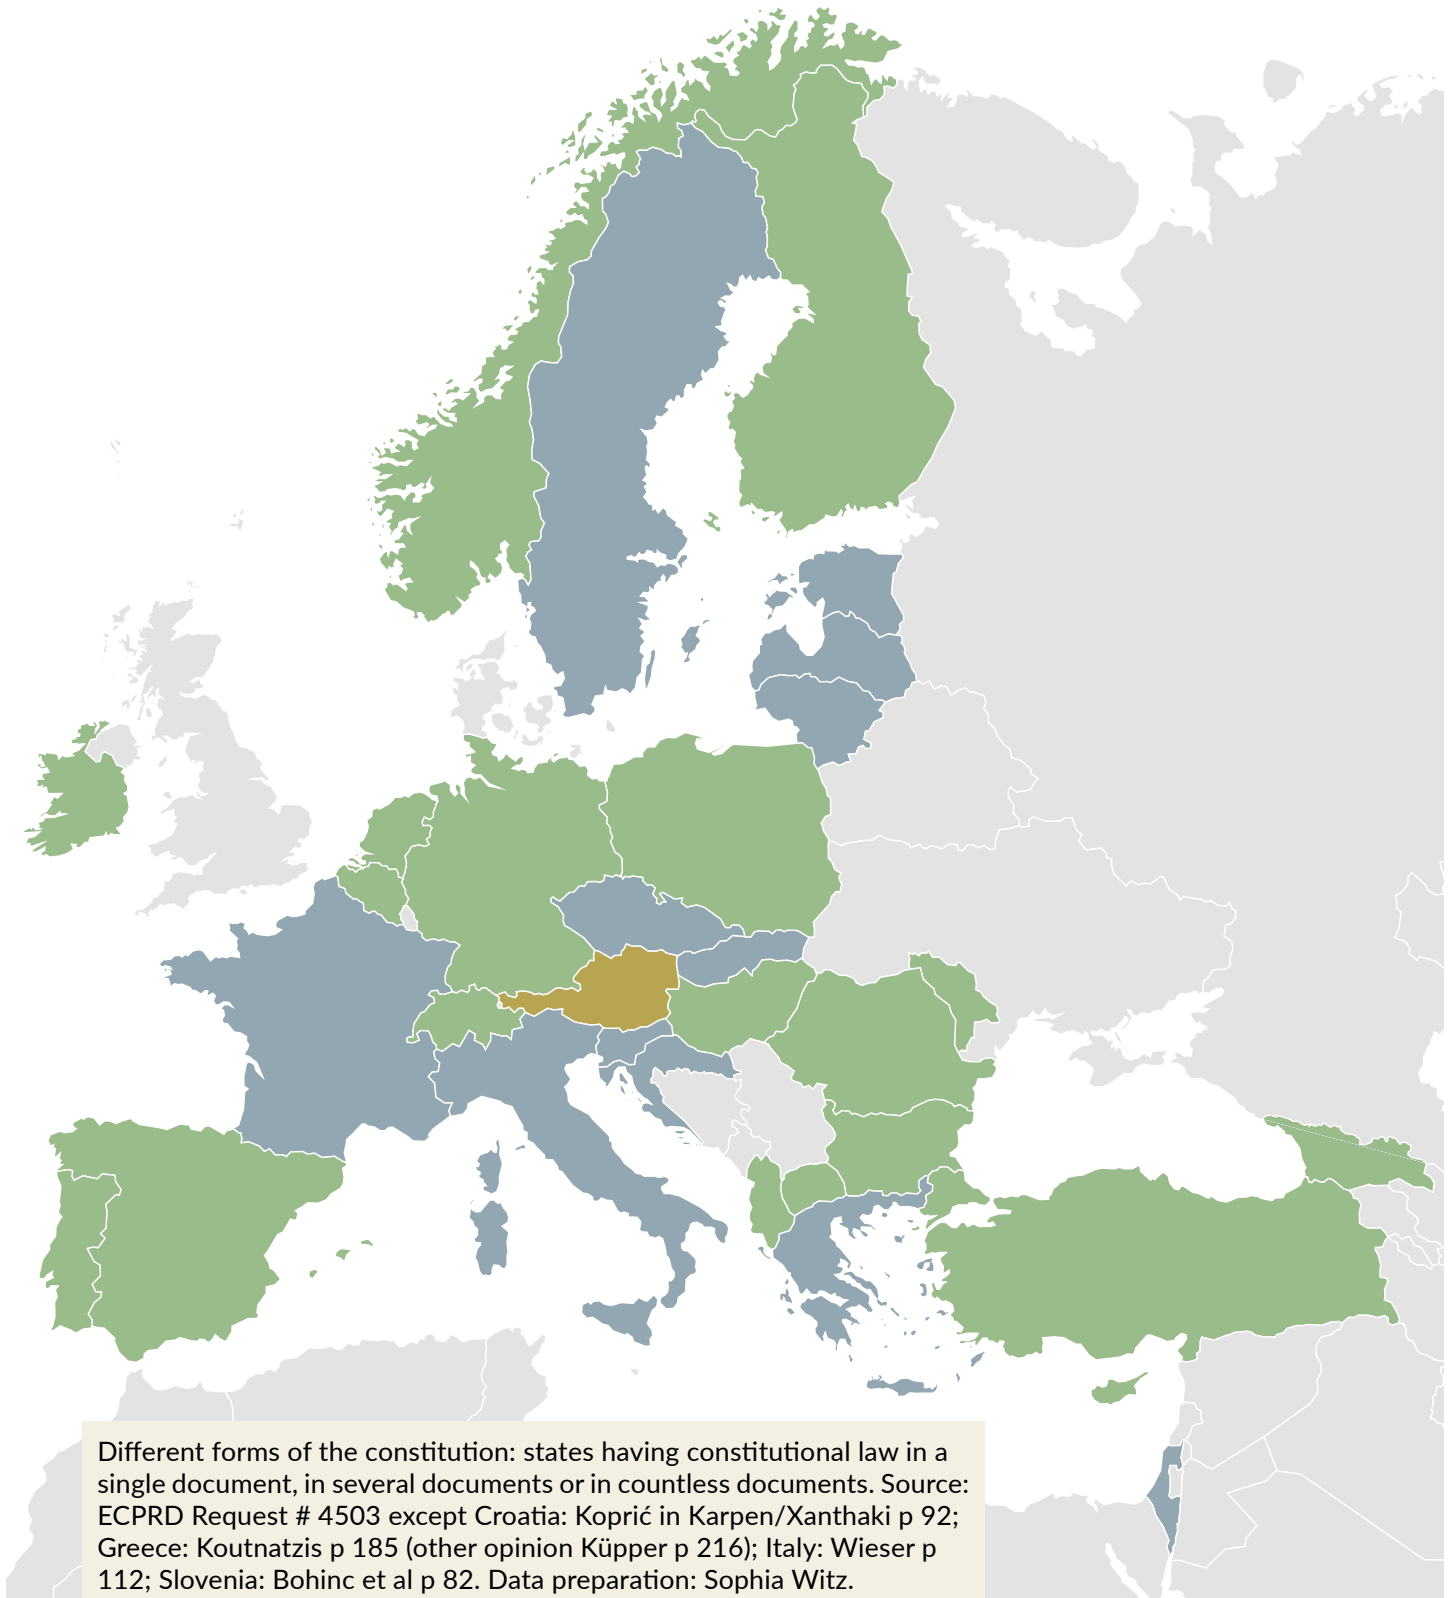 Different forms of the constitution: states having constitutional law in a
single document, in several documents or in countless documents. Source:
ECPRD Request # 4503 except Croatia: Koprić in Karpen/Xanthaki p 92;
Greece: Koutnatzis p 185 (other opinion Küpper p 216); Italy: Wieser p
112; Slovenia: Bohinc et al p 82. Data preparation: Sophia Witz.